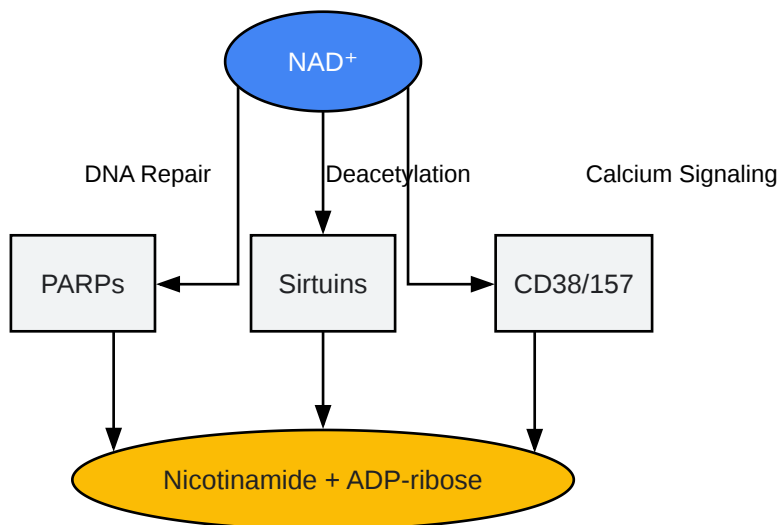 NAD⁺
DNA Repair
Deacetylation
Calcium Signaling
PARPs
Sirtuins
CD38/157
Nicotinamide + ADP-ribose